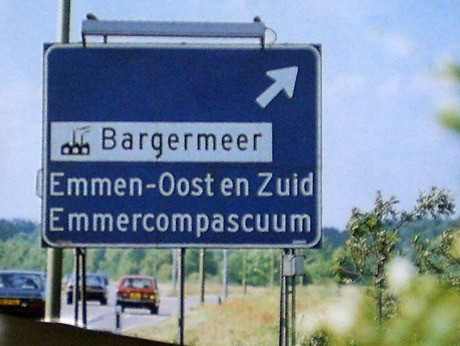 Bargermeer
Emmen-Oost en Zuid
Emmercompascuum